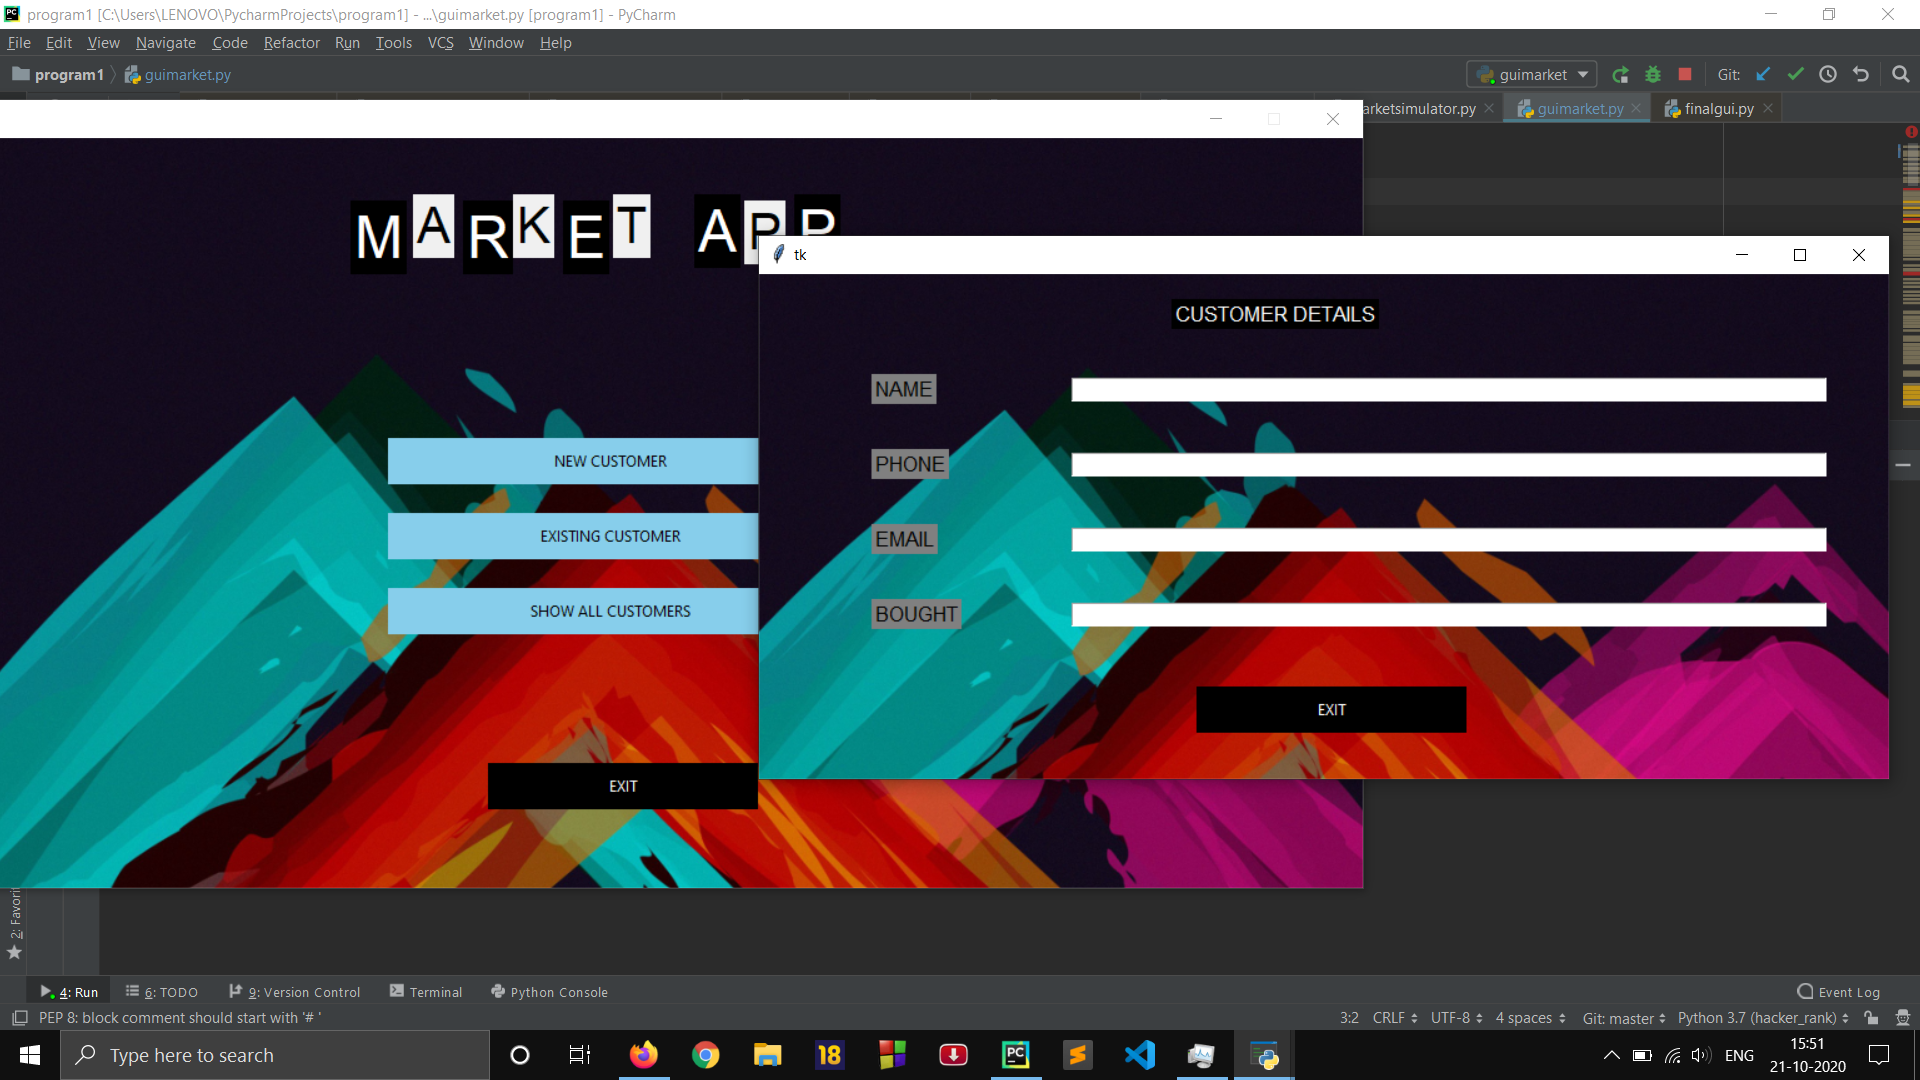 program1 [C:\Users\LENOVO\PycharmProjects\program1] - ...\guimarket.py [program1] - PyCharm
File Edit View Navigate Code Refactor Run Tools VCS Window Help
program1 guimarket.py guimarket Git:
arketsimulator.py guimarket.py finalgui.py
MARKET APP
tk
CUSTOMER DETAILS
NAME
PHONE
EMAIL
BOUGHT
EXIT
NEW CUSTOMER
EXISTING CUSTOMER
SHOW ALL CUSTOMERS
EXIT
2: Favorit
4: Run 6: TODO 9: Version Control Terminal Python Console Event Log
PEP 8: block comment should start with '# ' 3:2 CRLF UTF-8 4 spaces Git: master Python 3.7 (hacker_rank)
Type here to search 18 PC ENG 15:51
21-10-2020